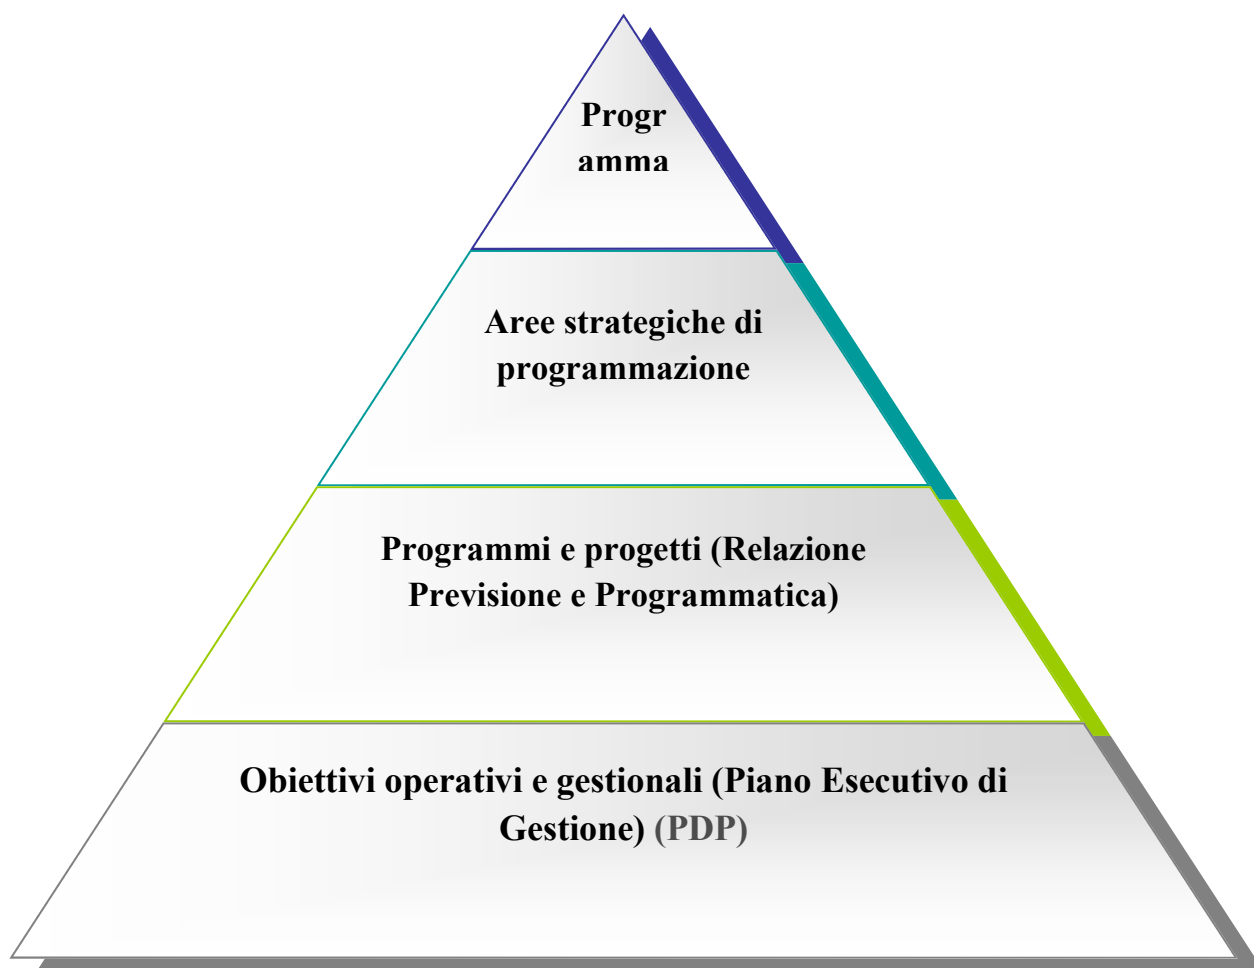 Progr
amma
Aree strategiche di
programmazione
Programmi e progetti (Relazione
Previsione e Programmatica)
Obiettivi operativi e gestionali (Piano Esecutivo di
Gestione) (PDP)